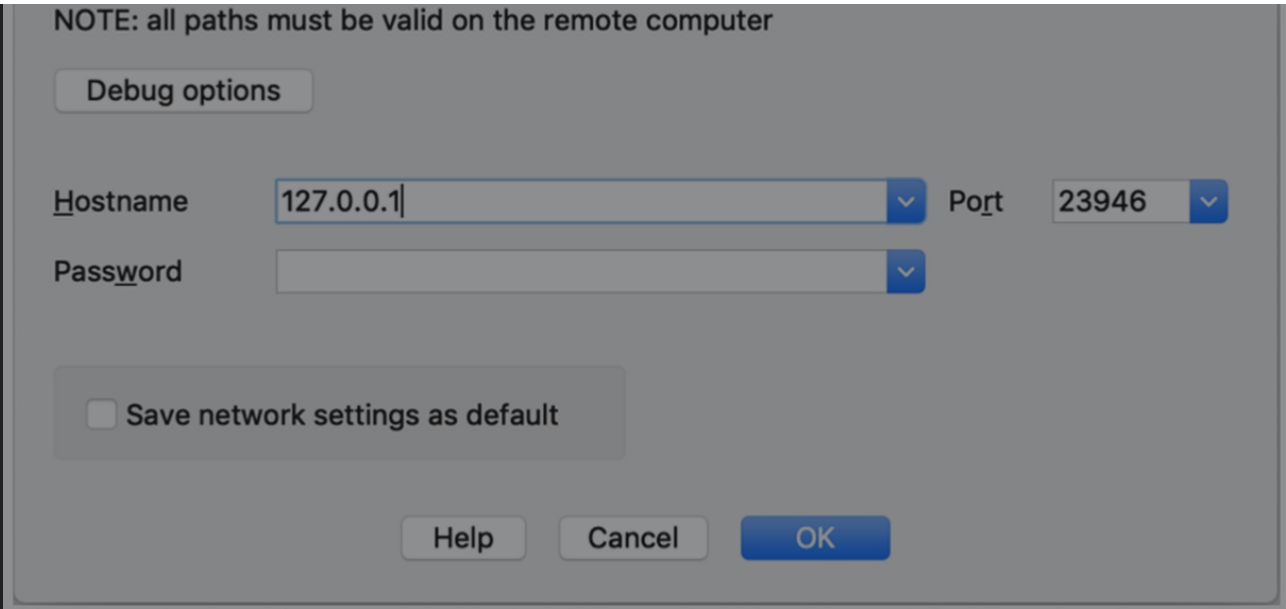 NOTE: all paths must be valid on the remote computer
Debug options
Hostname 127.0.0.1 Port 23946
Password
Save network settings as default
Help Cancel OK